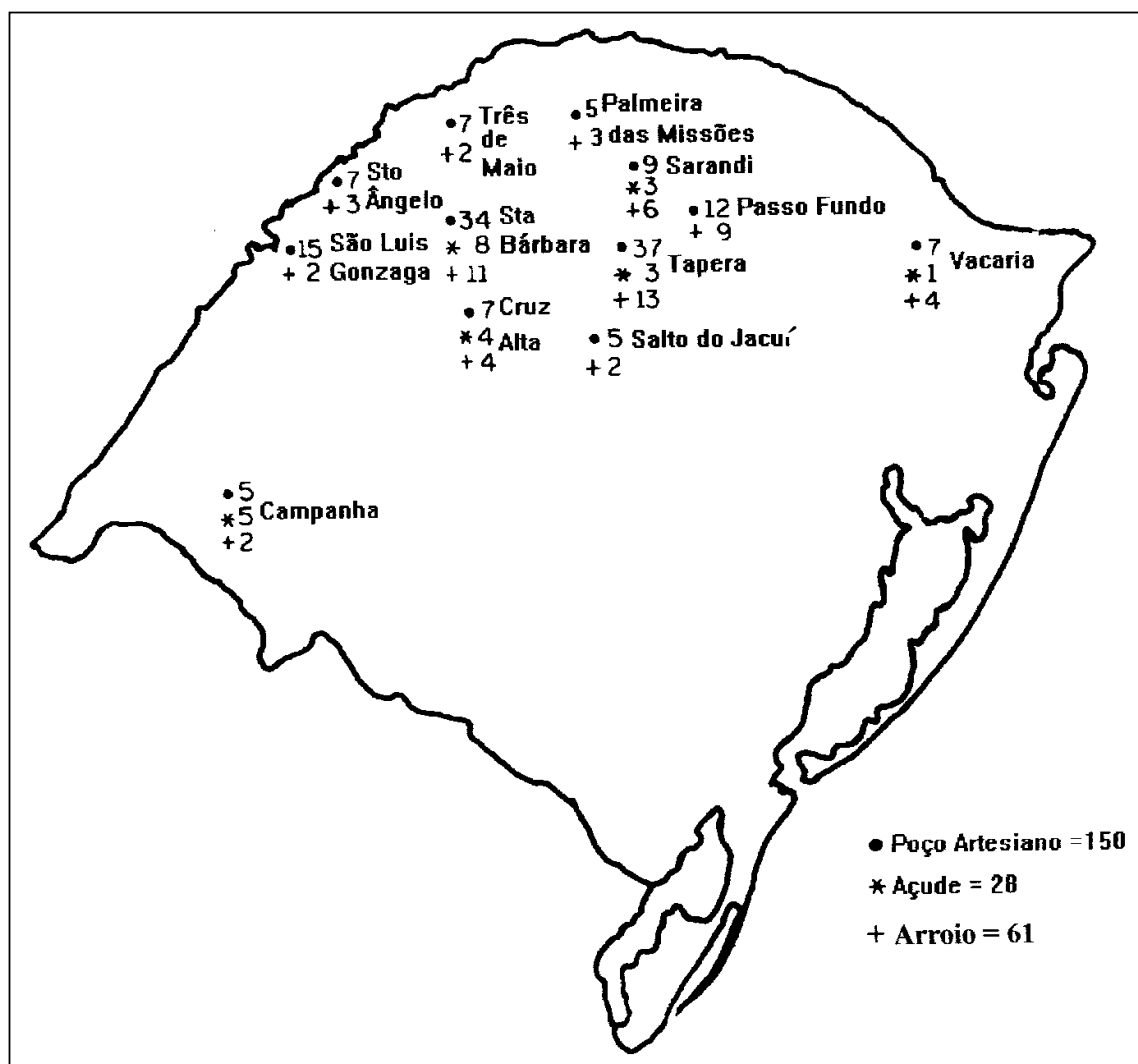 •7 Três
+2 de
Maio
•5 Palmeira
+ 3 das Missões
•7 Sto
+ 3 Ângelo
•9 Sarandi
*3
+6
•34 Sta
* 8 Bárbara
+ 11
•12 Passo Fundo
+ 9
•15 São Luis
+ 2 Gonzaga
•37
* 3 Tapera
+13
•7
*1 Vacaria
+4
•7 Cruz
*4 Alta
+4
•5 Salto do Jacuí
+2
•5
*5 Campanha
+2
• Poço Artesiano =150
* Açude = 28
+ Arroio = 61